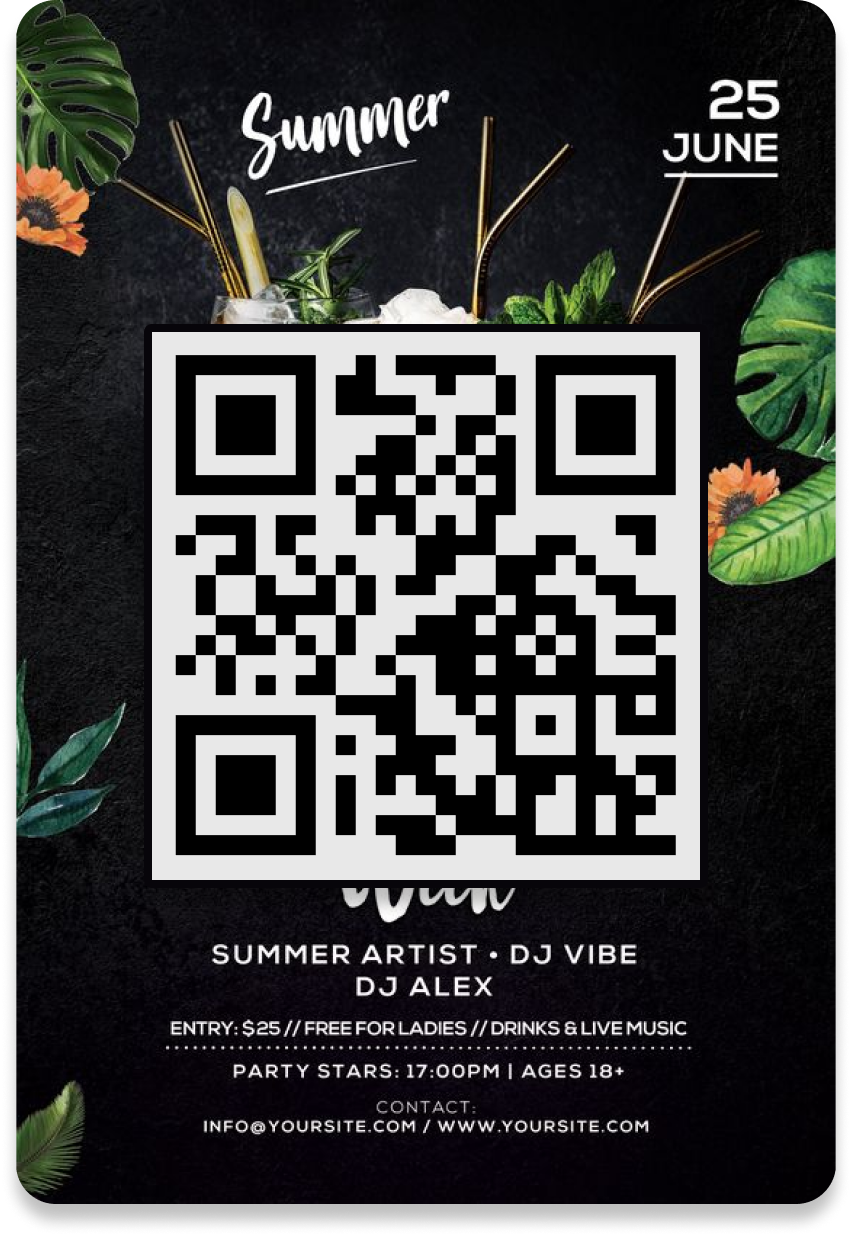 Summer
25
JUNE
SUMMER ARTIST • DJ VIBE
DJ ALEX
ENTRY: $25 // FREE FOR LADIES // DRINKS & LIVE MUSIC
PARTY STARS: 17:00PM | AGES 18+
CONTACT:
INFO@YOURSITE.COM / WWW.YOURSITE.COM